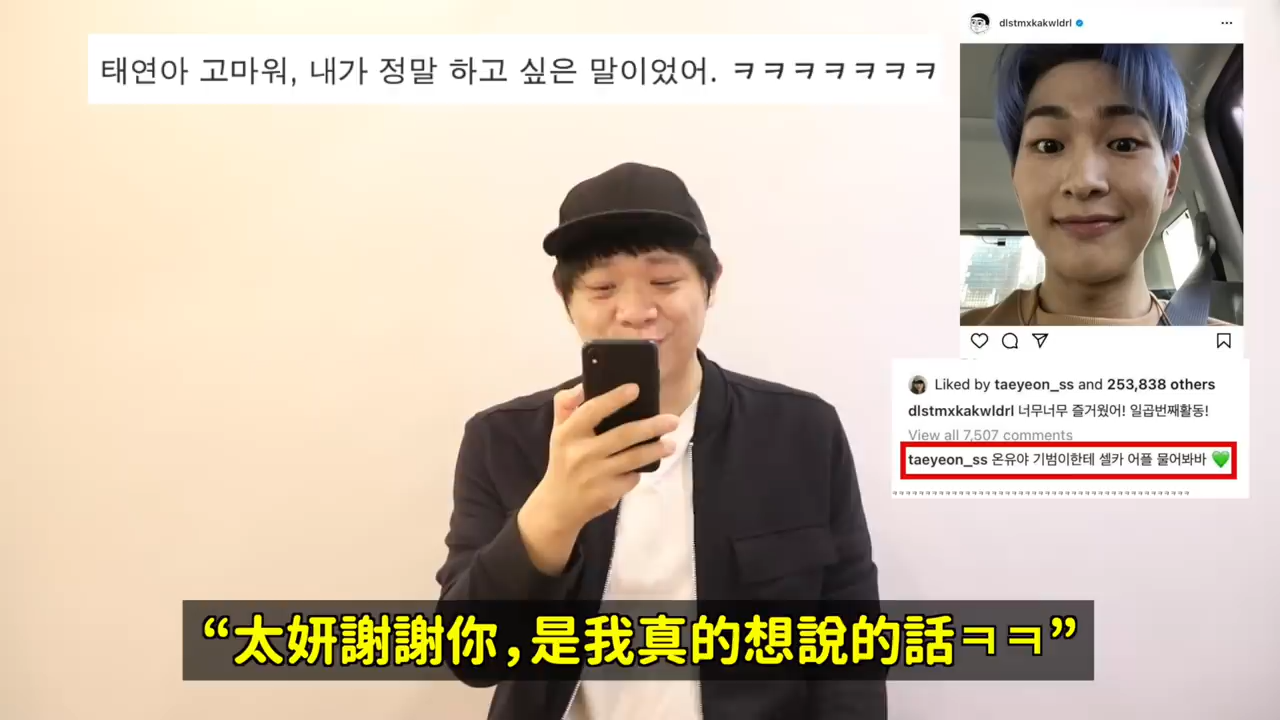 태연아 고마워, 내가 정말 하고 싶은 말이었어. ㅋㅋㅋㅋㅋㅋㅋ
dlstmxkakwldrl
Liked by taeyeon_ss and 253,838 others
dlstmxkakwldrl 너무너무 즐거웠어! 일곱번째활동!
View all 7,507 comments
taeyeon_ss 온유야 기범이한테 셀카 어플 물어봐바 💚
“太妍謝謝你,是我真的想說的話ㅋㅋ”